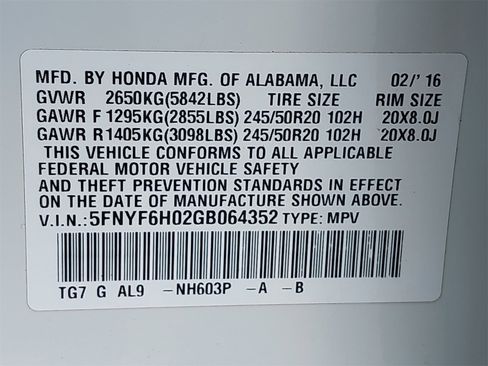 MFD. BY HONDA MFG. OF ALABAMA, LLC 02/' 16
GVWR 2650KG(5842LBS) TIRE SIZE RIM SIZE
GAWR F 1295KG(2855LBS) 245/50R20 102H 20X8.0J
GAWR R 1405KG(3098LBS) 245/50R20 102H 20X8.0J
THIS VEHICLE CONFORMS TO ALL APPLICABLE
FEDERAL MOTOR VEHICLE SAFETY
AND THEFT PREVENTION STANDARDS IN EFFECT
ON THE DATE OF MANUFACTURE SHOWN ABOVE.
V.I.N.:5FNYF6H02GB064352 TYPE: MPV
TG7 G AL9 -NH603P -A -B